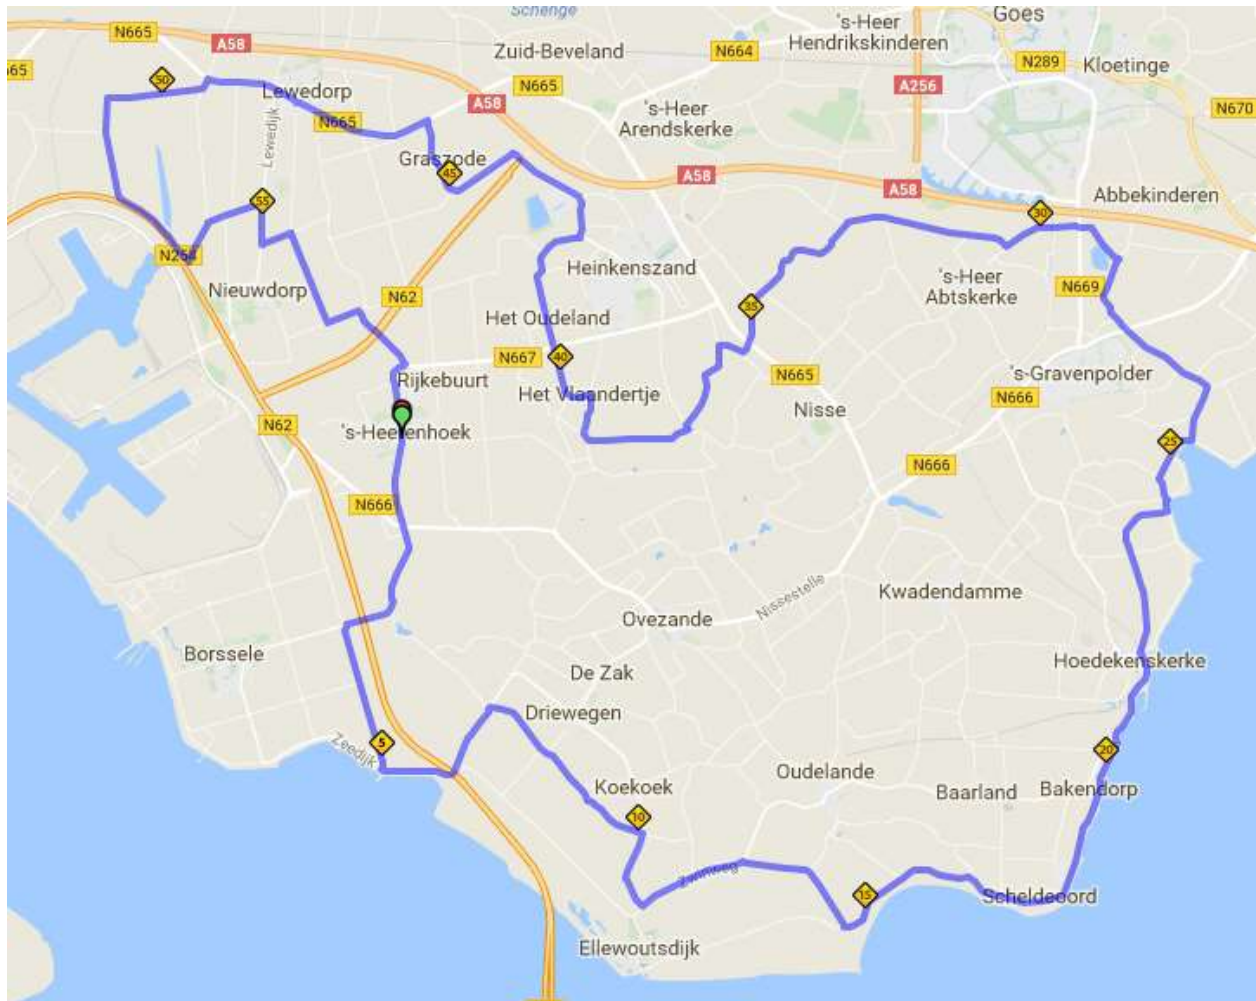 Schenge
Goes
's-Heer
Hendrikskinderen
N665
A58
Zuid-Beveland
N664
N289
Kloetinge
65
N665
A256
50
Lewedorp
A58
's-Heer
Arendskerke
N670
N665
Lewedijk
Graszode
45
A58
A58
Abbekinderen
55
30
N254
Heinkenszand
's-Heer
Abtskerke
Nieuwdorp
N62
N669
35
Het Oudeland
N667
40
Rijkebuurt
Het Vlaandertje
N665
's-Gravenpolder
N666
Nisse
N62
's-Heerenhoek
25
N666
N666
Nissestelle
Kwadendamme
Ovezande
Borssele
Hoedekenskerke
De Zak
Driewegen
Zeedijk
5
20
Koekoek
Oudelande
Baarland
Bakendorp
10
Zwinweg
15
Scheldeoord
Ellewoutsdijk